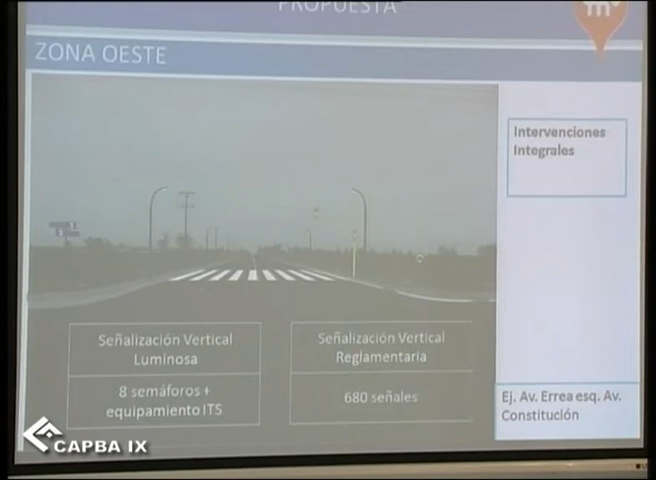 PROPUESTA
m
ZONA OESTE
Intervenciones
Integrales
Señalización Vertical
Luminosa
8 semáforos +
equipamiento ITS
Señalización Vertical
Reglamentaria
680 señales
Ej. Av. Errea esq. Av.
Constitución
CAPBA IX